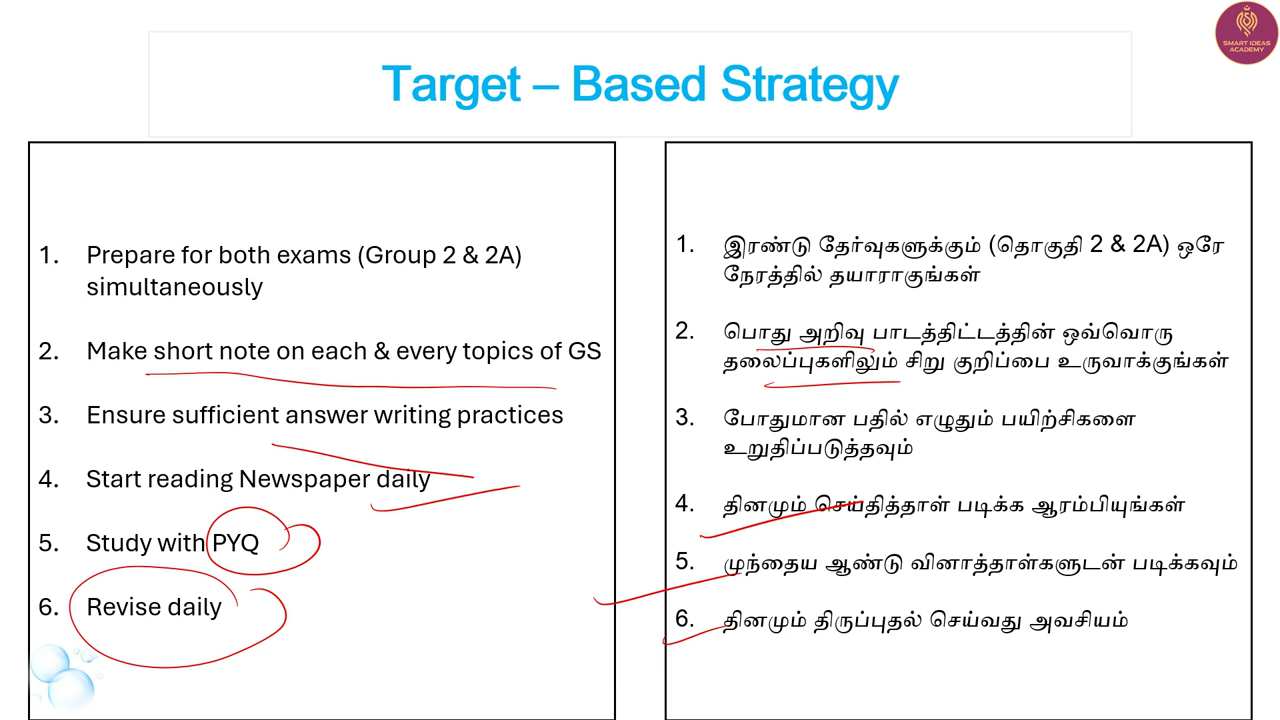 SMART IDEAS
ACADEMY
Target – Based Strategy
1. Prepare for both exams (Group 2 & 2A)
simultaneously
2. Make short note on each & every topics of GS
3. Ensure sufficient answer writing practices
4. Start reading Newspaper daily
5. Study with PYQ
6. Revise daily
1. இரண்டு தேர்வுகளுக்கும் (தொகுதி 2 & 2A) ஒரே
நேரத்தில் தயாராகுங்கள்
2. பொது அறிவு பாடத்திட்டத்தின் ஒவ்வொரு
தலைப்புகளிலும் சிறு குறிப்பை உருவாக்குங்கள்
3. போதுமான பதில் எழுதும் பயிற்சிகளை
உறுதிப்படுத்தவும்
4. தினமும் செய்தித்தாள் படிக்க ஆரம்பியுங்கள்
5. முந்தைய ஆண்டு வினாத்தாள்களுடன் படிக்கவும்
6. தினமும் திருப்புதல் செய்வது அவசியம்